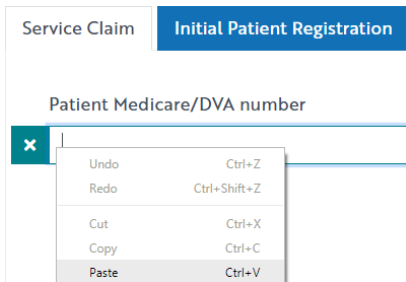 Service Claim Initial Patient Registration
Patient Medicare/DVA number
Undo Ctrl+Z
Redo Ctrl+Shift+Z
Cut Ctrl+X
Copy Ctrl+C
Paste Ctrl+V